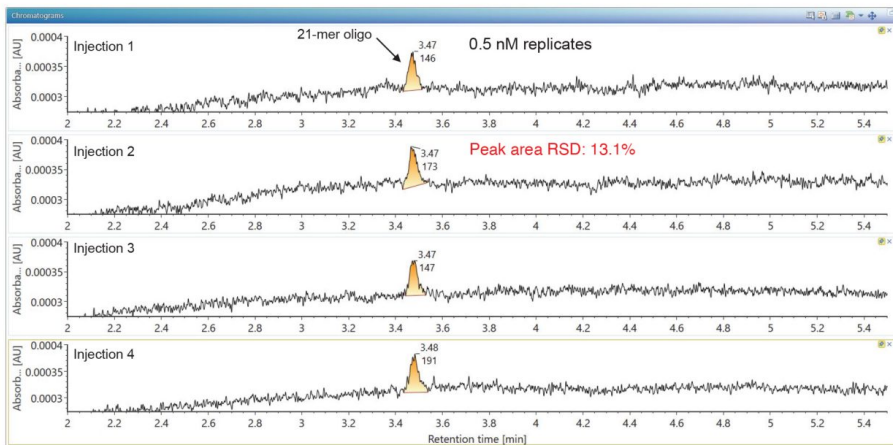 Chromatograms
Injection 1
21-mer oligo
0.5 nM replicates
3.47
146
Absorba... [AU]
0.0004
0.0003
2 2.2 2.4 2.6 2.8 3.0 3.2 3.4 3.6 3.8 4 4.2 4.4 4.6 4.8 5 5.2 5.4
Injection 2
Peak area RSD: 13.1%
3.47
173
Absorba... [AU]
0.0004
0.00035
0.0003
2 2.2 2.4 2.6 2.8 3.0 3.2 3.4 3.6 3.8 4 4.2 4.4 4.6 4.8 5 5.2 5.4
Injection 3
3.47
147
Absorba... [AU]
0.0004
0.00035
0.0003
2 2.2 2.4 2.6 2.8 3.0 3.2 3.4 3.6 3.8 4 4.2 4.4 4.6 4.8 5 5.2 5.4
Injection 4
3.48
191
Absorba... [AU]
0.0004
0.00035
0.0003
2 2.2 2.4 2.6 2.8 3.0 3.2 3.4 3.6 3.8 4 4.2 4.4 4.6 4.8 5 5.2 5.4
Retention time [min]